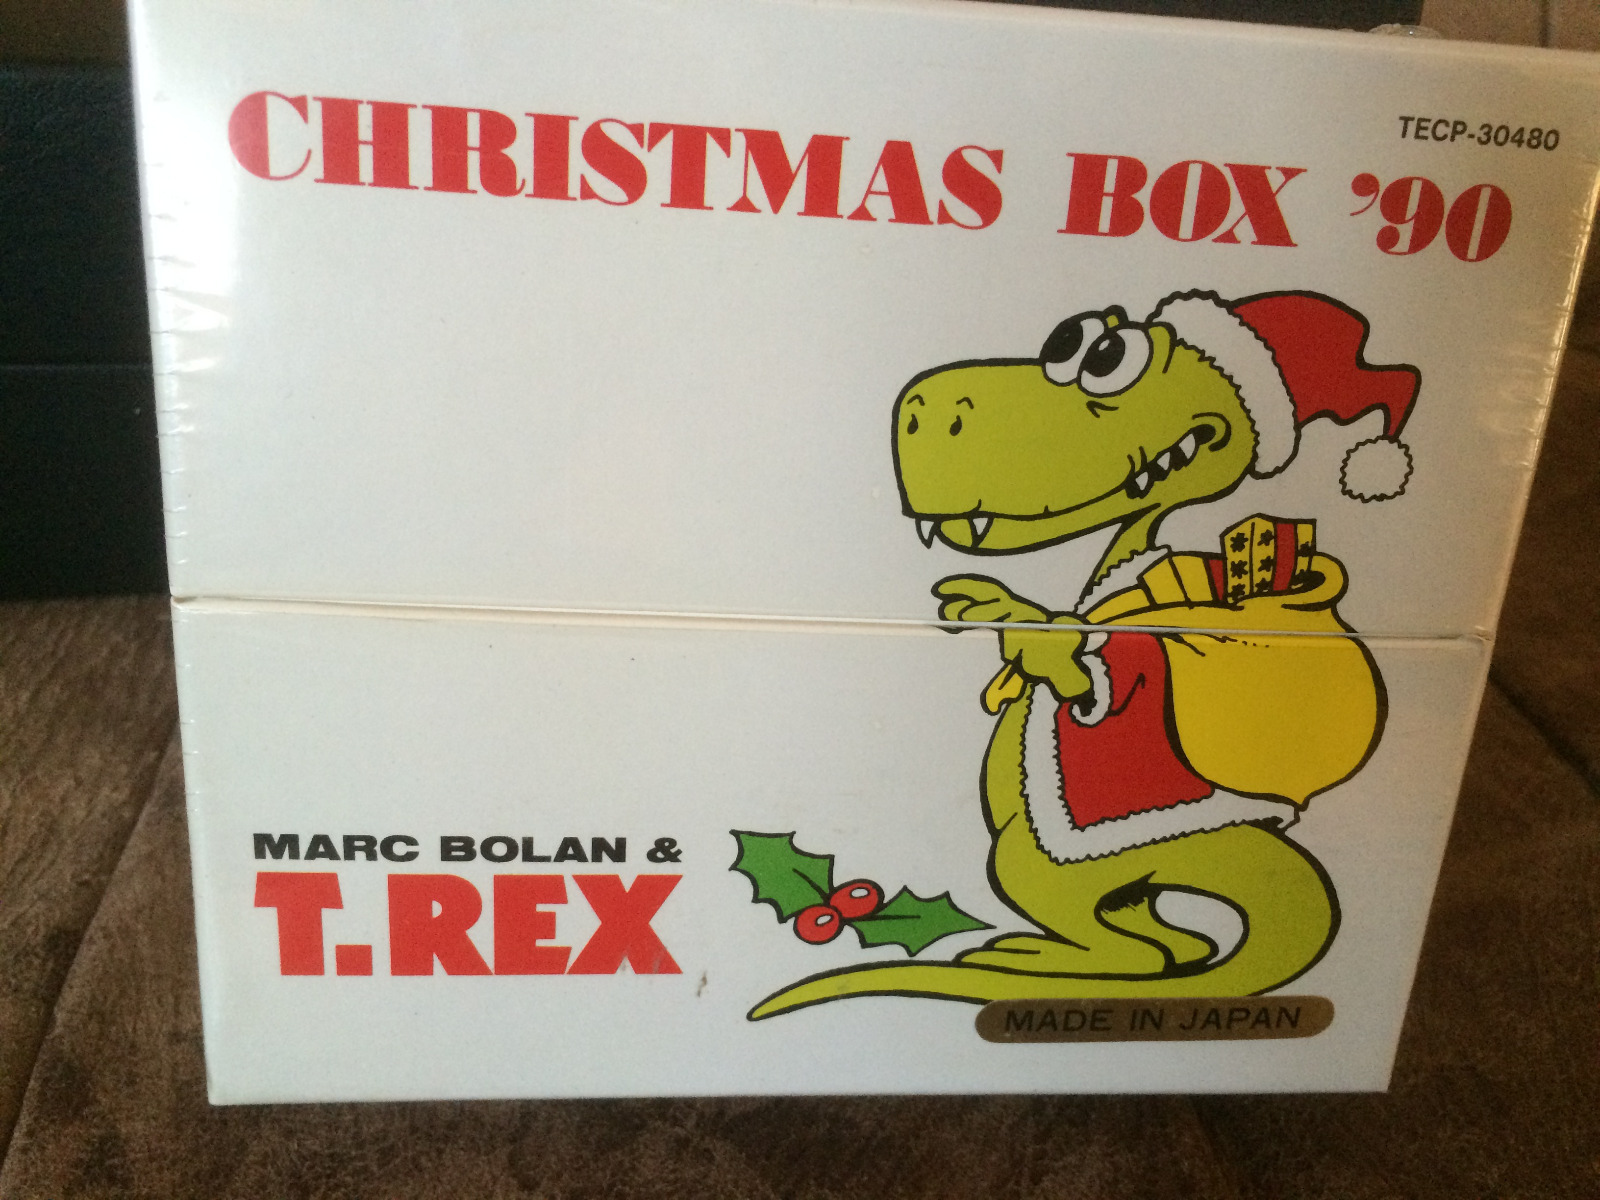 TECP-30480
CHRISTMAS BOX '90
MARC BOLAN &
T.REX
MADE IN JAPAN